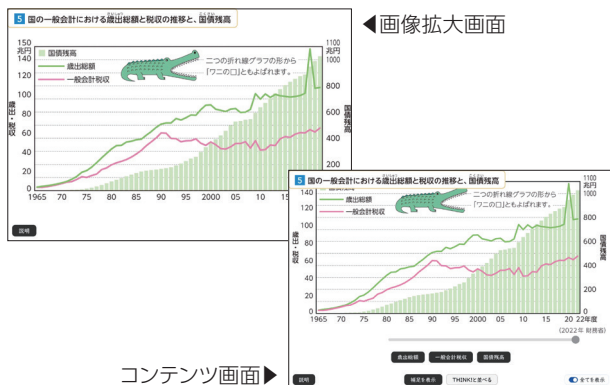 5 国の一般会計における歳出総額と税収の推移と、国債残高
◀画像拡大画面
150
兆円
140
120
100
80
60
40
20
0
歳出・税収
国債残高
歳出総額
一般会計税収
二つの折れ線グラフの形から
「ワニの口」ともよばれます。
1100
兆円
1000
800
600
400
200
国債残高
1965 70 75 80 85 90 95 2000 05 10 15
説明
5 国の一般会計における歳出総額と税収の推移と、国債残高
140
120
100
80
60
40
20
0
歳出・税収
歳出総額
一般会計税収
二つの折れ線グラフの形から
「ワニの口」ともよばれます。
1100
兆円
1000
800
600
400
200
0
国債残高
1965 70 75 80 85 90 95 2000 05 10 15 20 22年度
(2022年 財務省)
歳出総額 一般会計税収 国債残高
説明 補足を表示 THINK!と並べる 全てを表示
コンテンツ画面▶